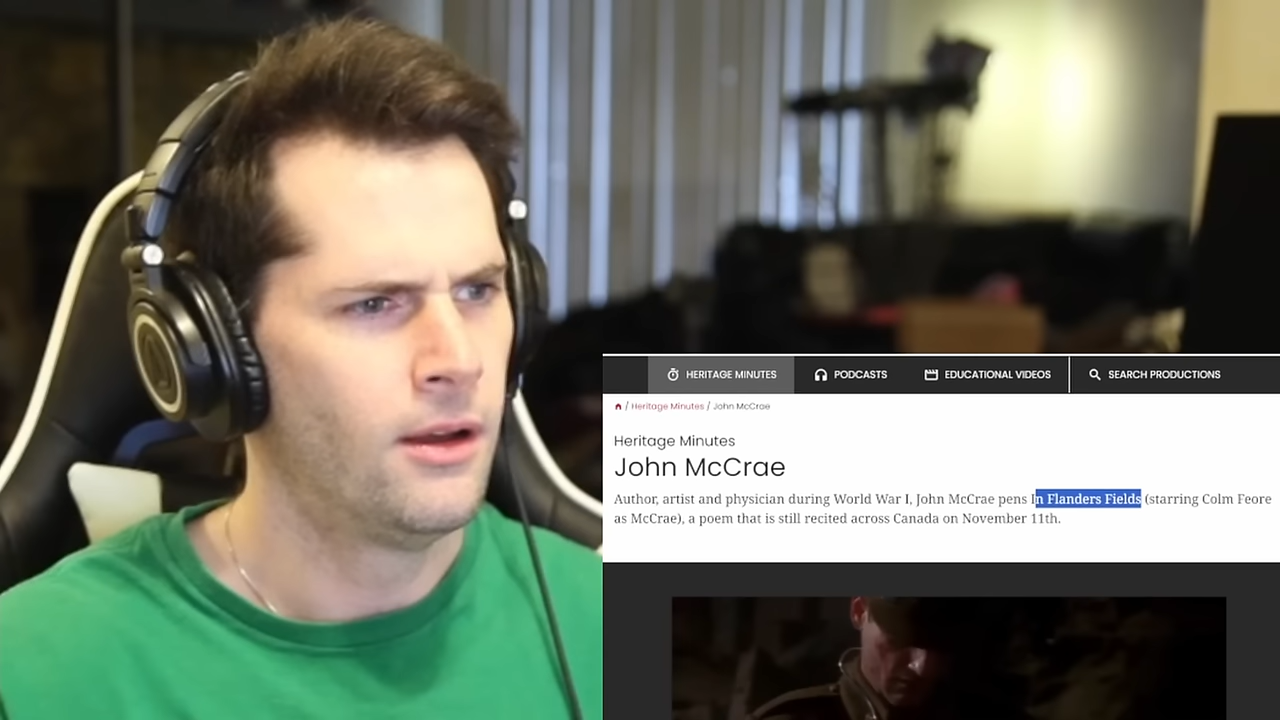 HERITAGE MINUTES PODCASTS EDUCATIONAL VIDEOS SEARCH PRODUCTIONS
/ Heritage Minutes / John McCrae
Heritage Minutes
John McCrae
Author, artist and physician during World War I, John McCrae pens In Flanders Fields (starring Colm Feore
as McCrae), a poem that is still recited across Canada on November 11th.